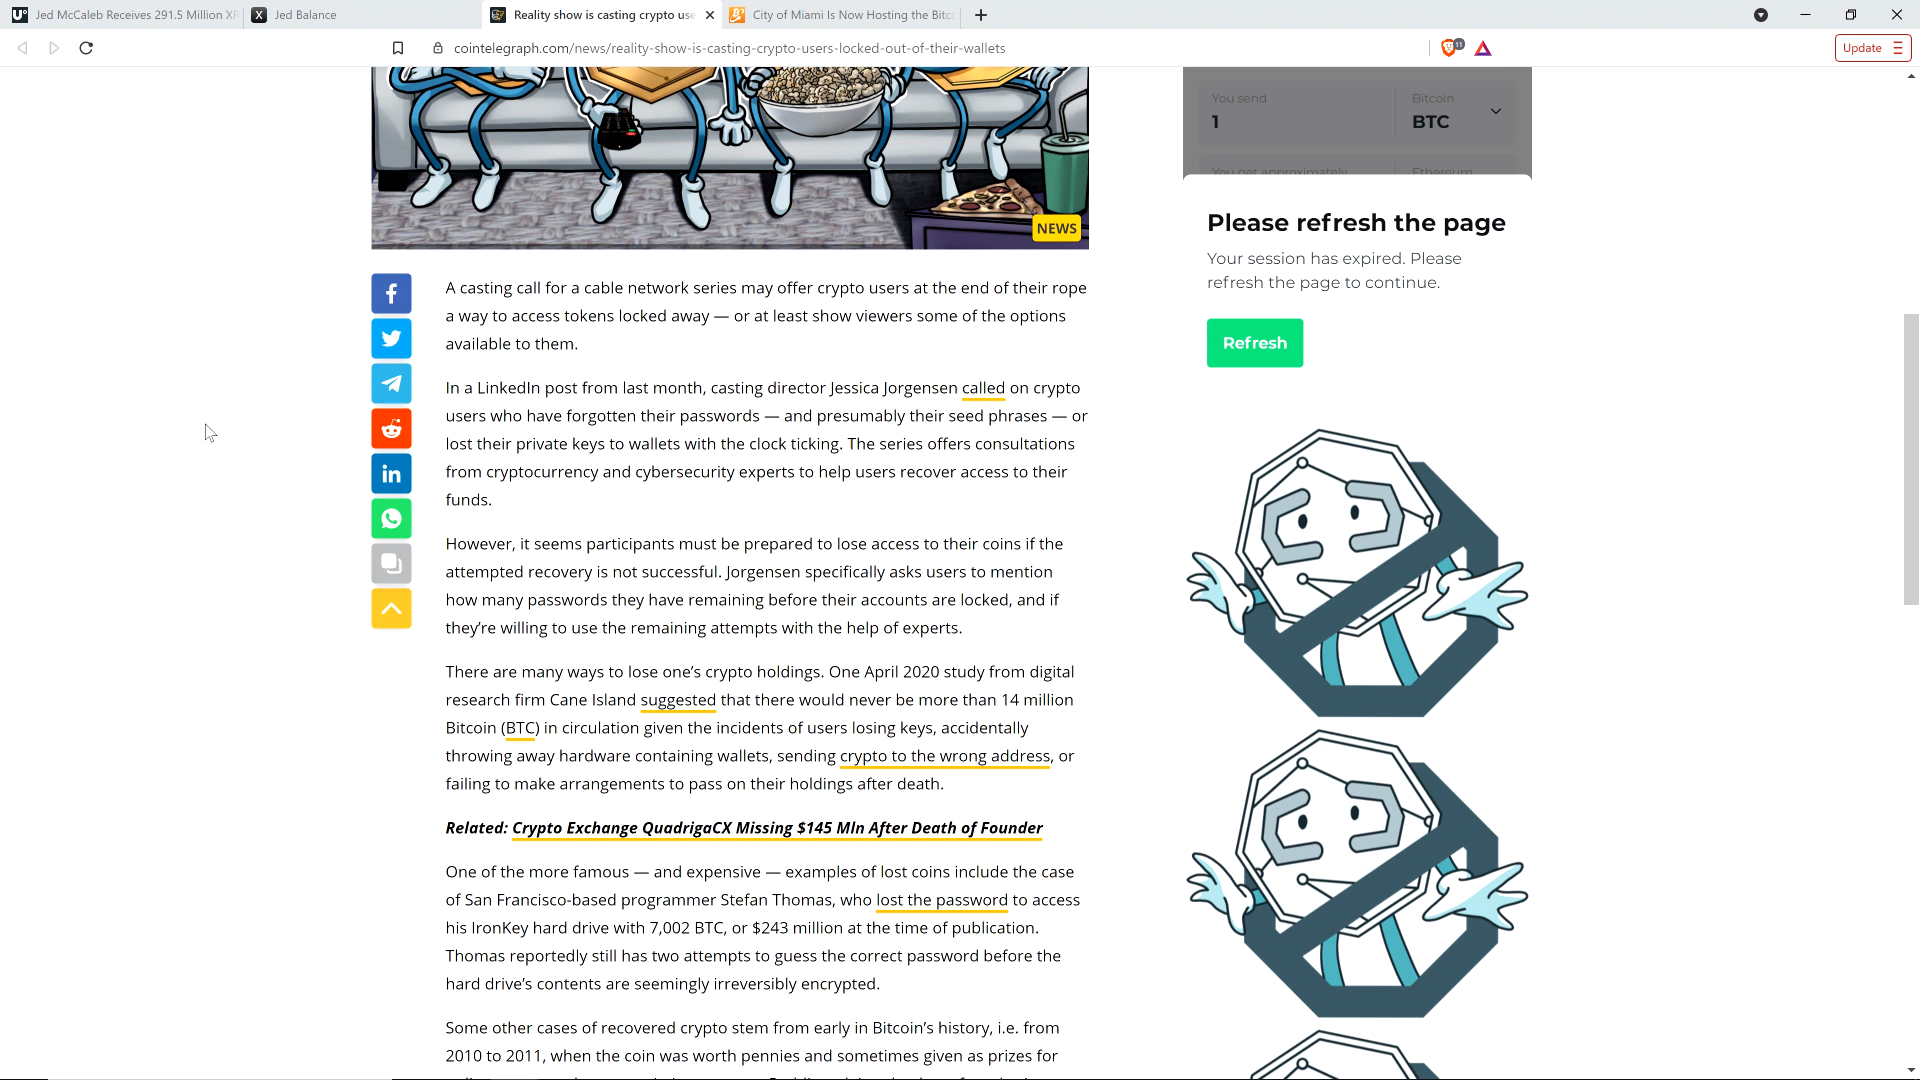 Jed McCaleb Receives 291.5 Million XR
Jed Balance
Reality show is casting crypto use
City of Miami Is Now Hosting the Bitc
cointelegraph.com/news/reality-show-is-casting-crypto-users-locked-out-of-their-wallets
11
Update
NEWS
A casting call for a cable network series may offer crypto users at the end of their rope
a way to access tokens locked away — or at least show viewers some of the options
available to them.
In a LinkedIn post from last month, casting director Jessica Jorgensen called on crypto
users who have forgotten their passwords — and presumably their seed phrases — or
lost their private keys to wallets with the clock ticking. The series offers consultations
from cryptocurrency and cybersecurity experts to help users recover access to their
funds.
However, it seems participants must be prepared to lose access to their coins if the
attempted recovery is not successful. Jorgensen specifically asks users to mention
how many passwords they have remaining before their accounts are locked, and if
they’re willing to use the remaining attempts with the help of experts.
There are many ways to lose one’s crypto holdings. One April 2020 study from digital
research firm Cane Island suggested that there would never be more than 14 million
Bitcoin (BTC) in circulation given the incidents of users losing keys, accidentally
throwing away hardware containing wallets, sending crypto to the wrong address, or
failing to make arrangements to pass on their holdings after death.
Related: Crypto Exchange QuadrigaCX Missing $145 Mln After Death of Founder
One of the more famous — and expensive — examples of lost coins include the case
of San Francisco-based programmer Stefan Thomas, who lost the password to access
his IronKey hard drive with 7,002 BTC, or $243 million at the time of publication.
Thomas reportedly still has two attempts to guess the correct password before the
hard drive’s contents are seemingly irreversibly encrypted.
Some other cases of recovered crypto stem from early in Bitcoin’s history, i.e. from
2010 to 2011, when the coin was worth pennies and sometimes given as prizes for
You send
1
Bitcoin
BTC
You get approximately
Ethereum
Please refresh the page
Your session has expired. Please
refresh the page to continue.
Refresh